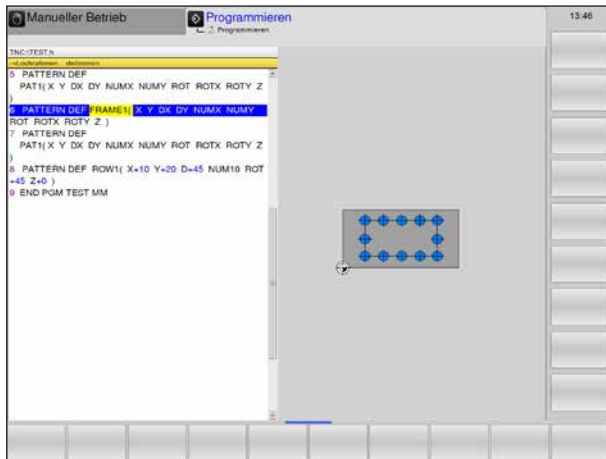 Manueller Betrieb
Programmieren
Programmieren
13:46
TNC:\TEST.h
→Lochrahmen definieren
5 PATTERN DEF
PAT1( X Y DX DY NUMX NUMY ROT ROTX ROTY Z
)
6 PATTERN DEF FRAME1( X Y DX DY NUMX NUMY
ROT ROTX ROTY Z )
7 PATTERN DEF
PAT1( X Y DX DY NUMX NUMY ROT ROTX ROTY Z
)
8 PATTERN DEF ROW1( X+10 Y+20 D+45 NUM10 ROT
+45 Z+0 )
9 END PGM TEST MM